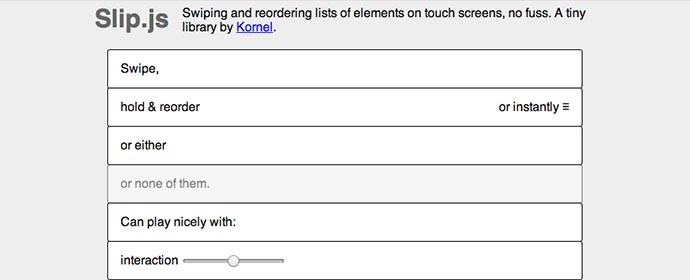 Slip.js
Swiping and reordering lists of elements on touch screens, no fuss. A tiny
library by Kornel.
Swipe,
hold & reorder or instantly ≡
or either
or none of them.
Can play nicely with:
interaction